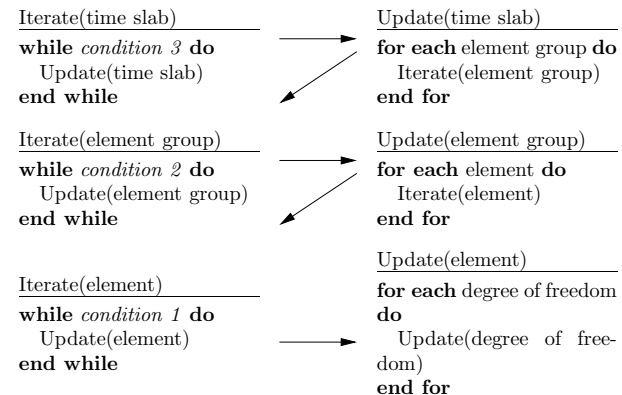 Iterate(time slab)
while condition 3 do
Update(time slab)
end while
Update(time slab)
for each element group do
Iterate(element group)
end for
Iterate(element group)
while condition 2 do
Update(element group)
end while
Update(element group)
for each element do
Iterate(element)
end for
Iterate(element)
while condition 1 do
Update(element)
end while
Update(element)
for each degree of freedom
do
Update(degree of free-
dom)
end for